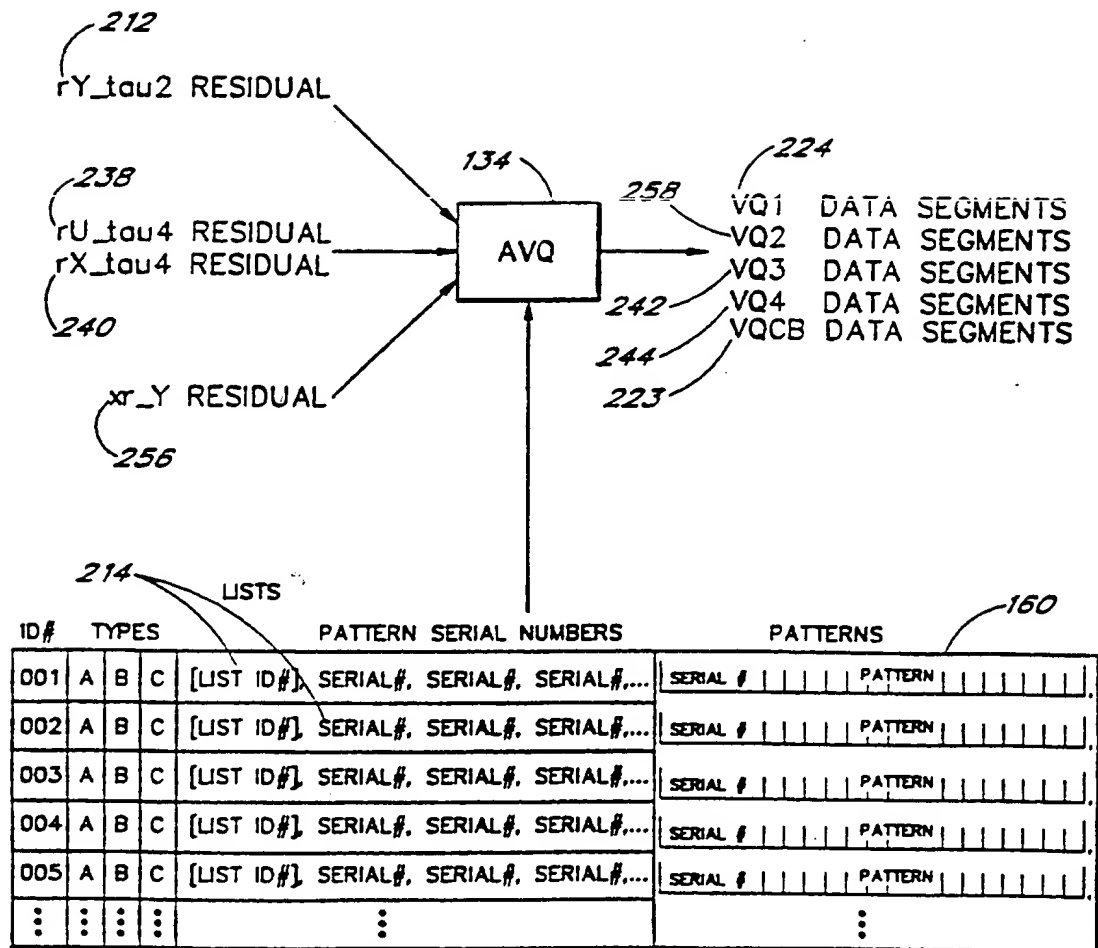 212
rY_tau2 RESIDUAL
134
224
238
258
VQ1 DATA SEGMENTS
rU_tau4 RESIDUAL
AVQ
VQ2 DATA SEGMENTS
rX_tau4 RESIDUAL
VQ3 DATA SEGMENTS
242
VQ4 DATA SEGMENTS
240
244
VQCB DATA SEGMENTS
223
xr_Y RESIDUAL
256
214
LISTS
160
ID# TYPES PATTERN SERIAL NUMBERS PATTERNS
001 A B C [LIST ID#], SERIAL#, SERIAL#, SERIAL#,... SERIAL # PATTERN
002 A B C [LIST ID#], SERIAL#, SERIAL#, SERIAL#,... SERIAL # PATTERN
003 A B C [LIST ID#], SERIAL#, SERIAL#, SERIAL#,... SERIAL # PATTERN
004 A B C [LIST ID#], SERIAL#, SERIAL#, SERIAL#,... SERIAL # PATTERN
005 A B C [LIST ID#], SERIAL#, SERIAL#, SERIAL#,... SERIAL # PATTERN